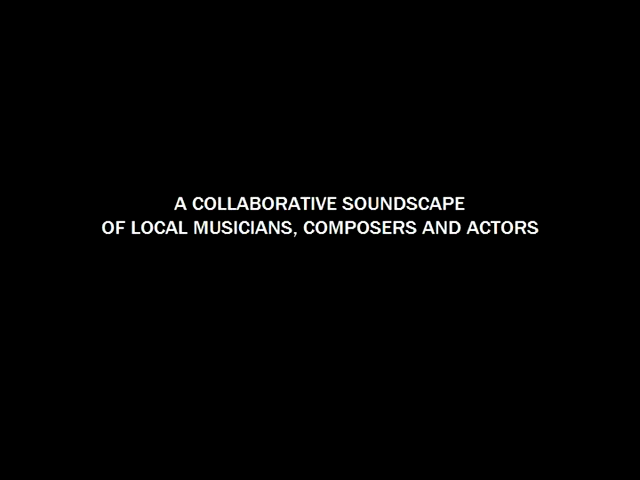 A COLLABORATIVE SOUNDSCAPE
OF LOCAL MUSICIANS, COMPOSERS AND ACTORS